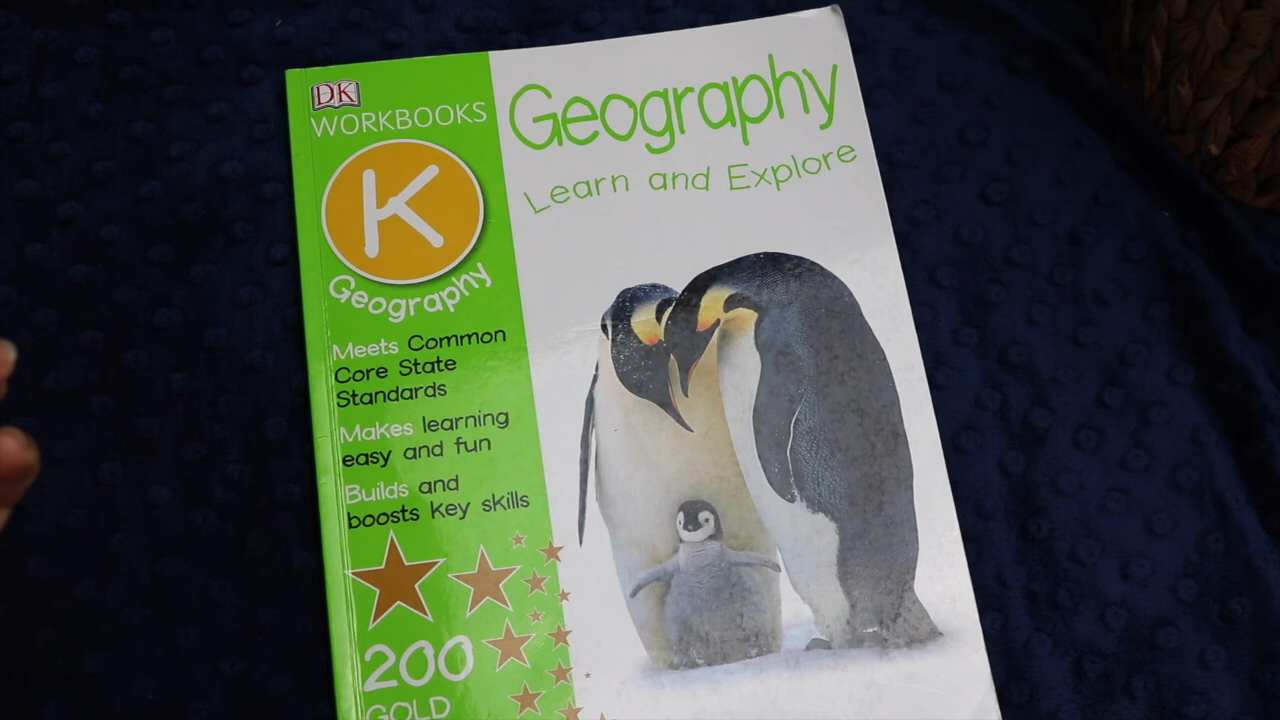 DK
WORKBOOKS
K
Geography
Meets Common
Core State
Standards
Makes learning
easy and fun
Builds and
boosts key skills
200
GOLD
Geography
Learn and Explore